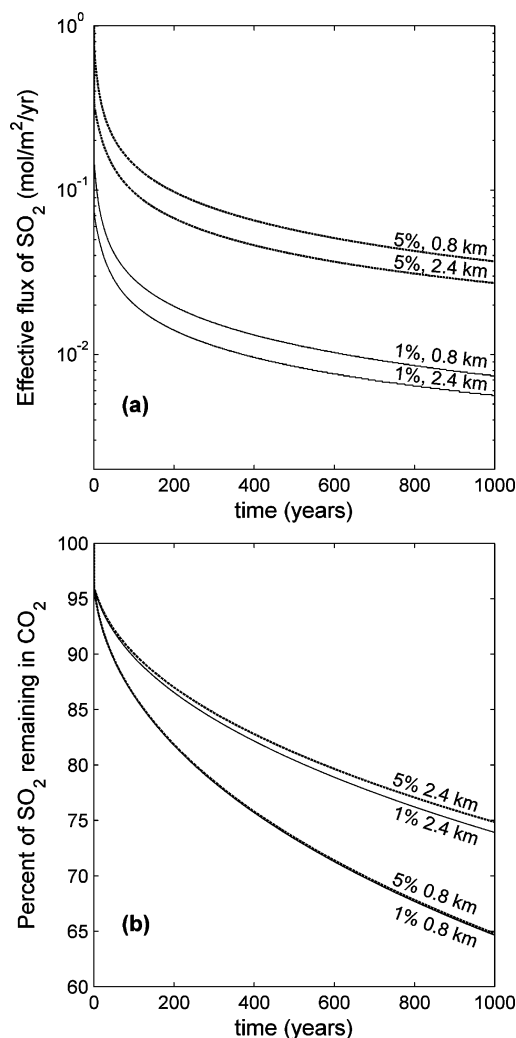 10⁰
10⁻¹
10⁻²
Effective flux of SO₂ (mol/m²/yr)
5%, 0.8 km
5%, 2.4 km
1%, 0.8 km
1%, 2.4 km
(a)
0 200 400 600 800 1000
time (years)
100
95
90
85
80
75
70
65
60
Percent of SO₂ remaining in CO₂
5% 2.4 km
1% 2.4 km
5% 0.8 km
1% 0.8 km
(b)
0 200 400 600 800 1000
time (years)